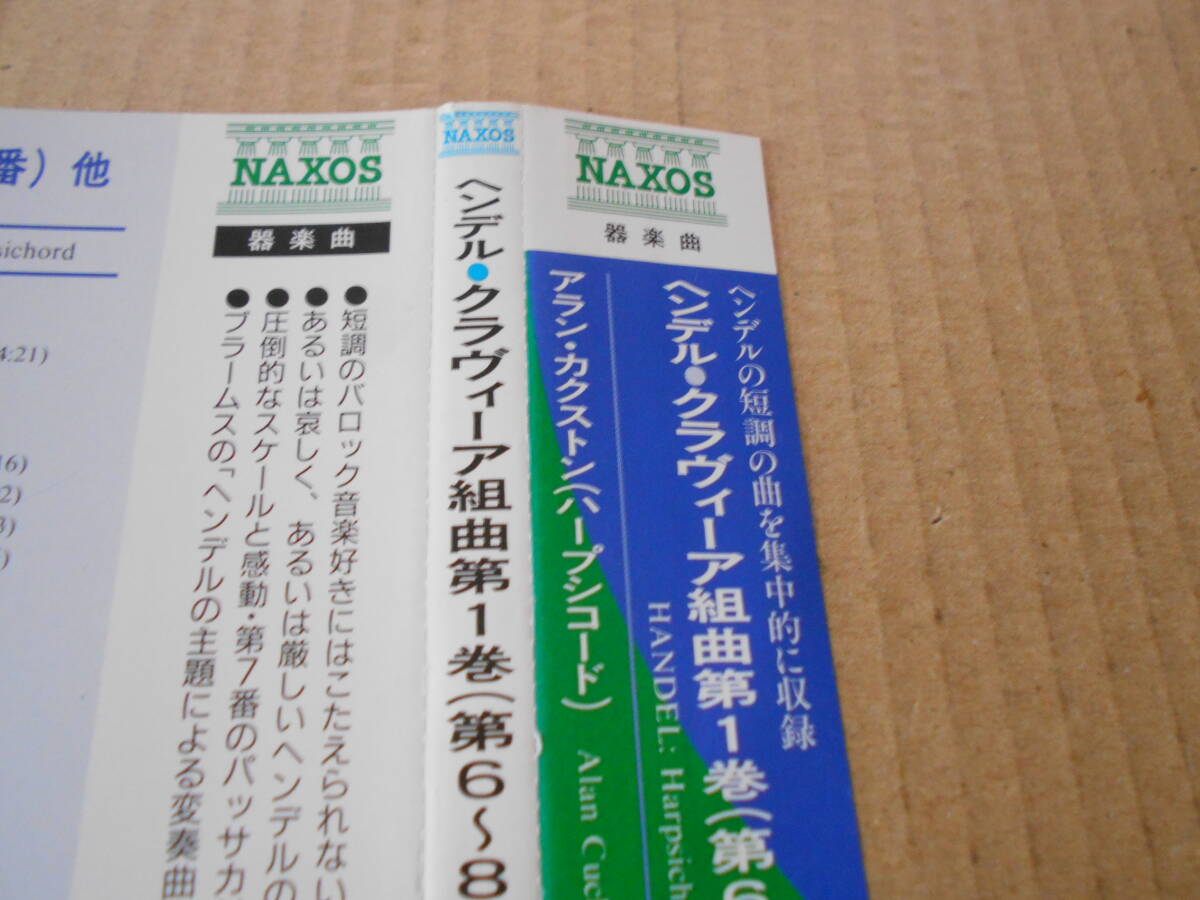 番）他
sichord
4:21)
16)
2)
3)
)
NAXOS
器楽曲
●短調のバロック音楽好きにはこたえられない
●あるいは哀しく、あるいは厳しいヘンデルの
●圧倒的なスケールと感動・第7番のパッサカ
●ブラームスの「ヘンデルの主題による変奏曲
NAXOS
ヘンデル●クラヴィーア組曲第1巻(第6～8
NAXOS
器楽曲
ヘンデルの短調の曲を集中的に収録
ヘンデル●クラヴィーア組曲第1巻(第6
HANDEL: Harpsich
アラン・カクストン(ハープシコード) Alan Cuc